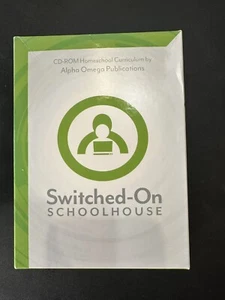 CD-ROM Homeschool Curriculum by
Alpha Omega Publications
Switched-On
SCHOOLHOUSE